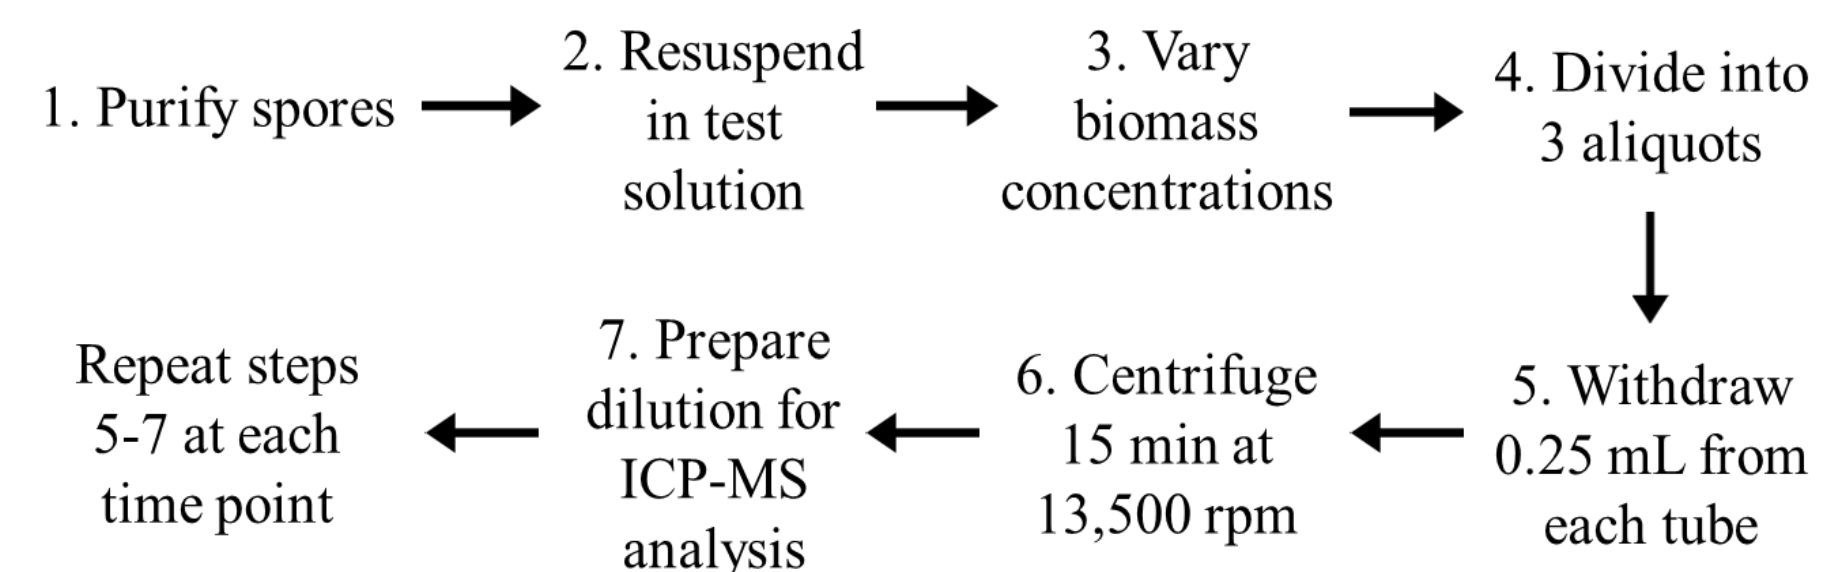 1. Purify spores
2. Resuspend
in test
solution
3. Vary
biomass
concentrations
4. Divide into
3 aliquots
5. Withdraw
0.25 mL from
each tube
6. Centrifuge
15 min at
13,500 rpm
7. Prepare
dilution for
ICP-MS
analysis
Repeat steps
5-7 at each
time point